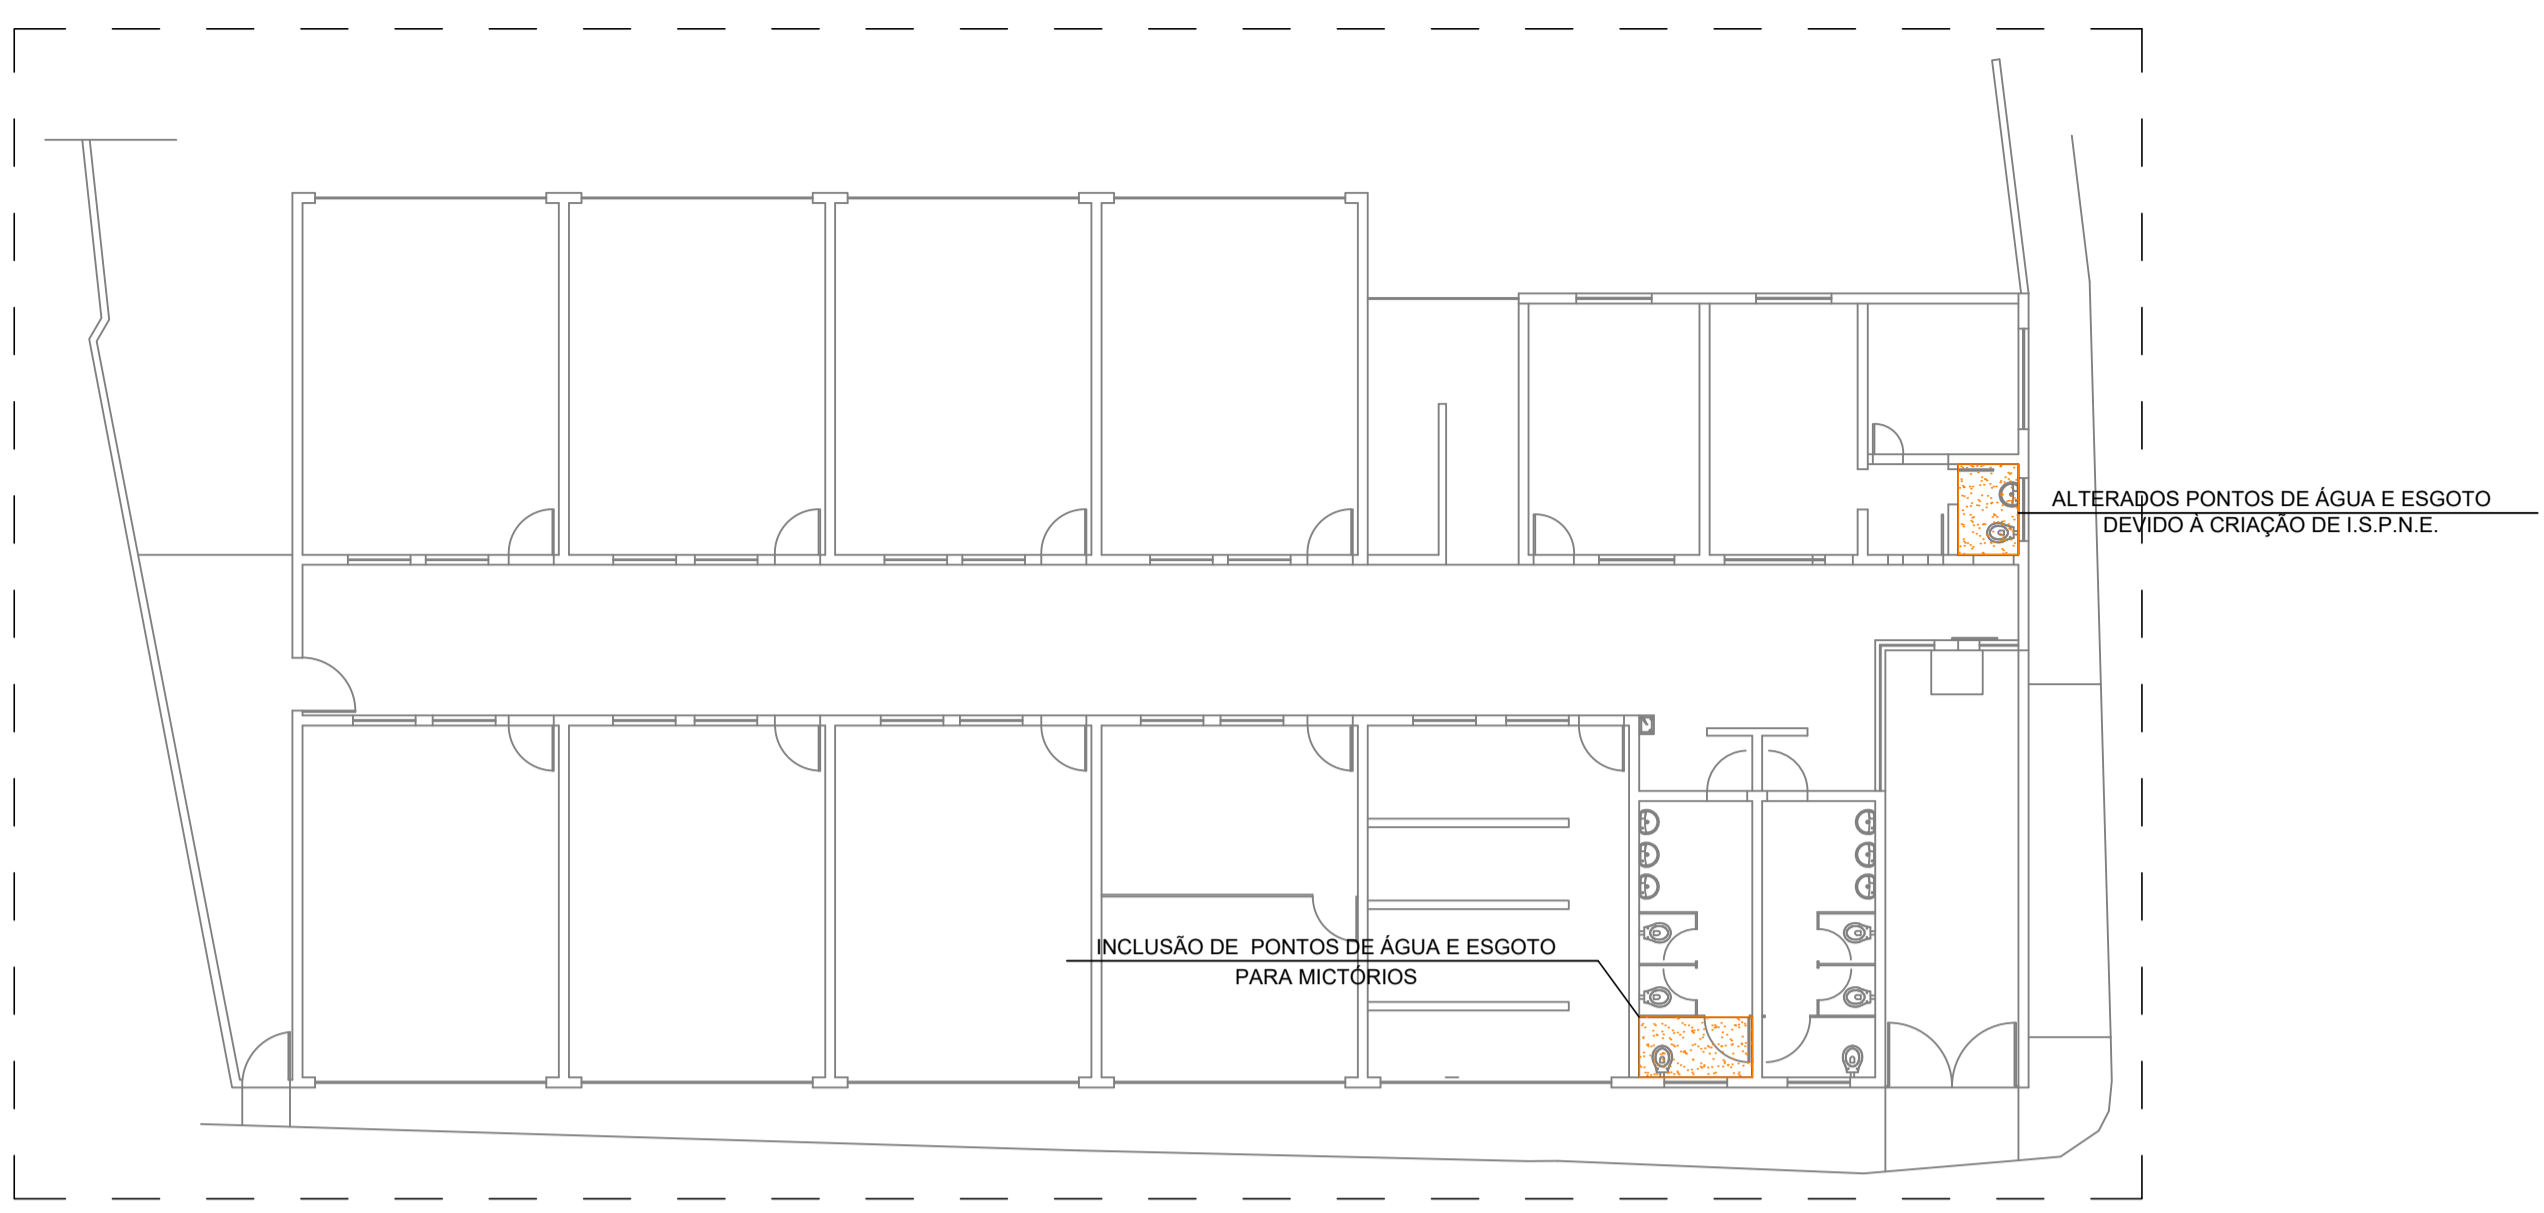 ALTERADOS PONTOS DE ÁGUA E ESGOTO
DEVIDO À CRIAÇÃO DE I.S.P.N.E.
INCLUSÃO DE PONTOS DE ÁGUA E ESGOTO
PARA MICTÓRIOS